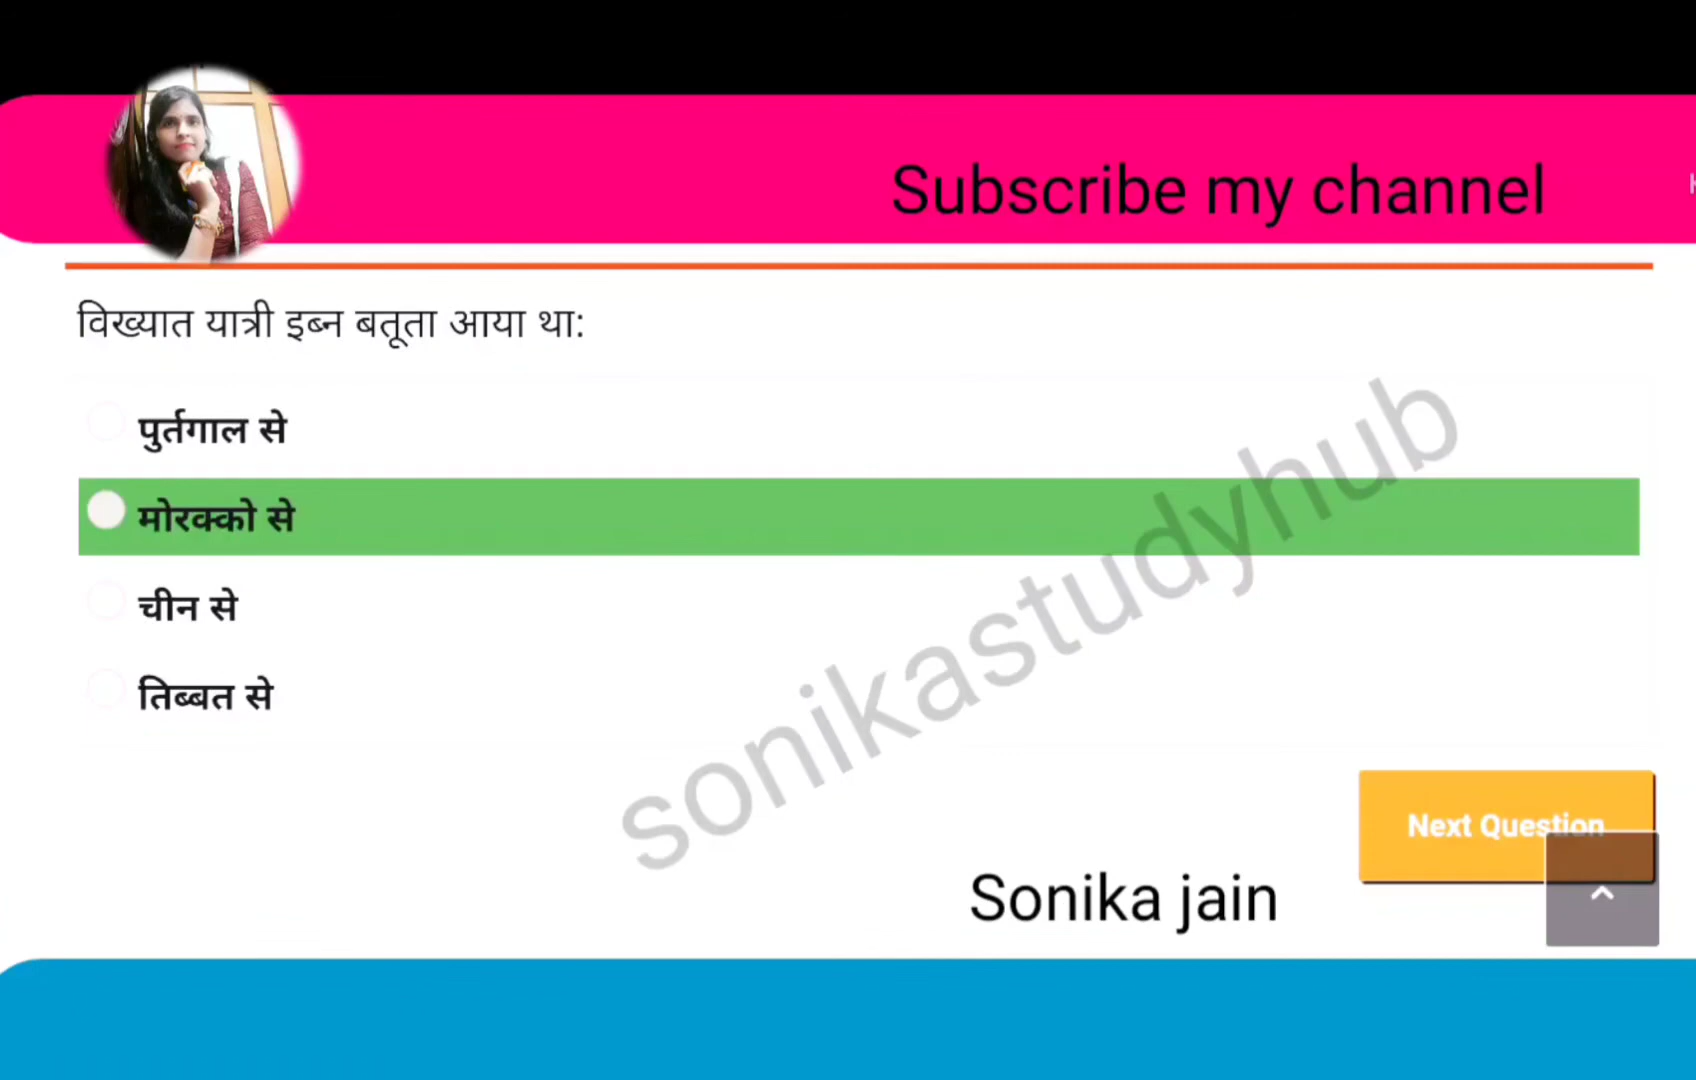 Subscribe my channel
विख्यात यात्री इब्न बतूता आया था:
पुर्तगाल से
मोरक्को से
चीन से
तिब्बत से
sonikastudyhub
Next Question
Sonika jain